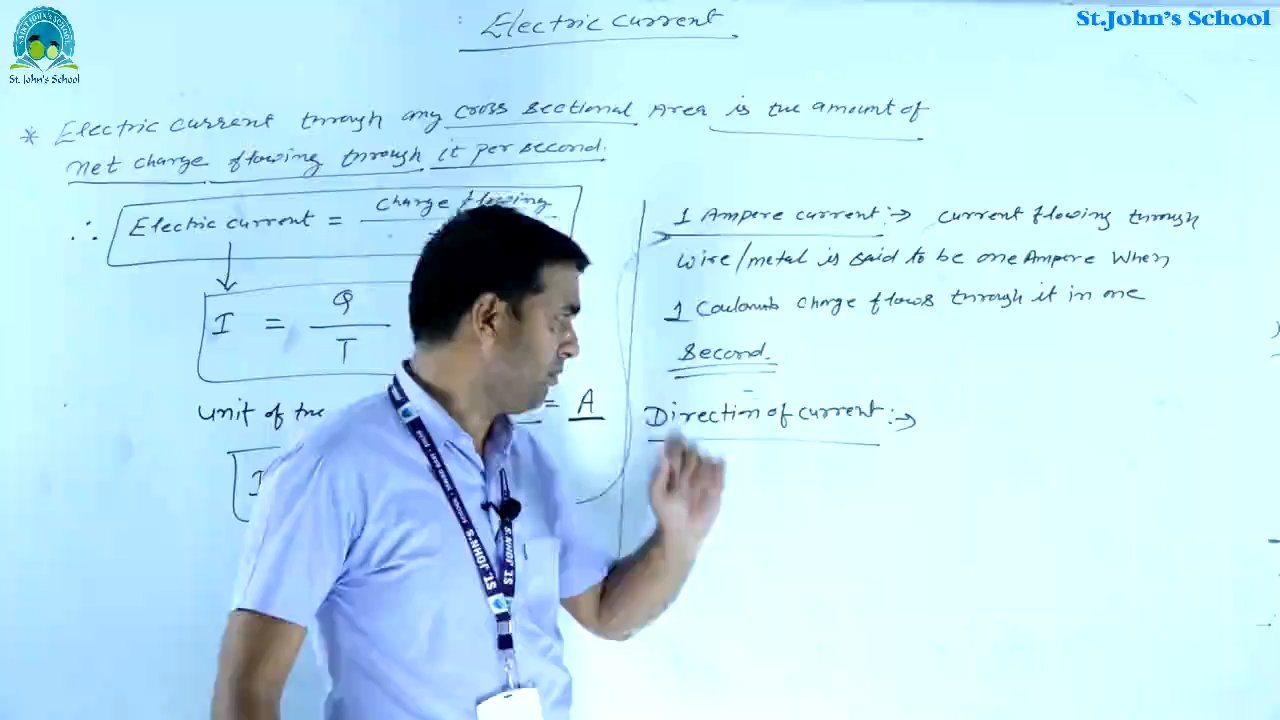 St. John's School
St.John's School
Electric Current
* Electric current through any cross sectional Area is the amount of
net charge flowing through it per second.
∴ Electric current = charge flowing
I = Q
T
unit of the = A
I
1 Ampere current :→ current flowing through
wire/metal is said to be one Ampere When
1 Coulomb charge flows through it in one
Second.
Direction of current :→
ST. JOHN'S
ST. JOHN'S